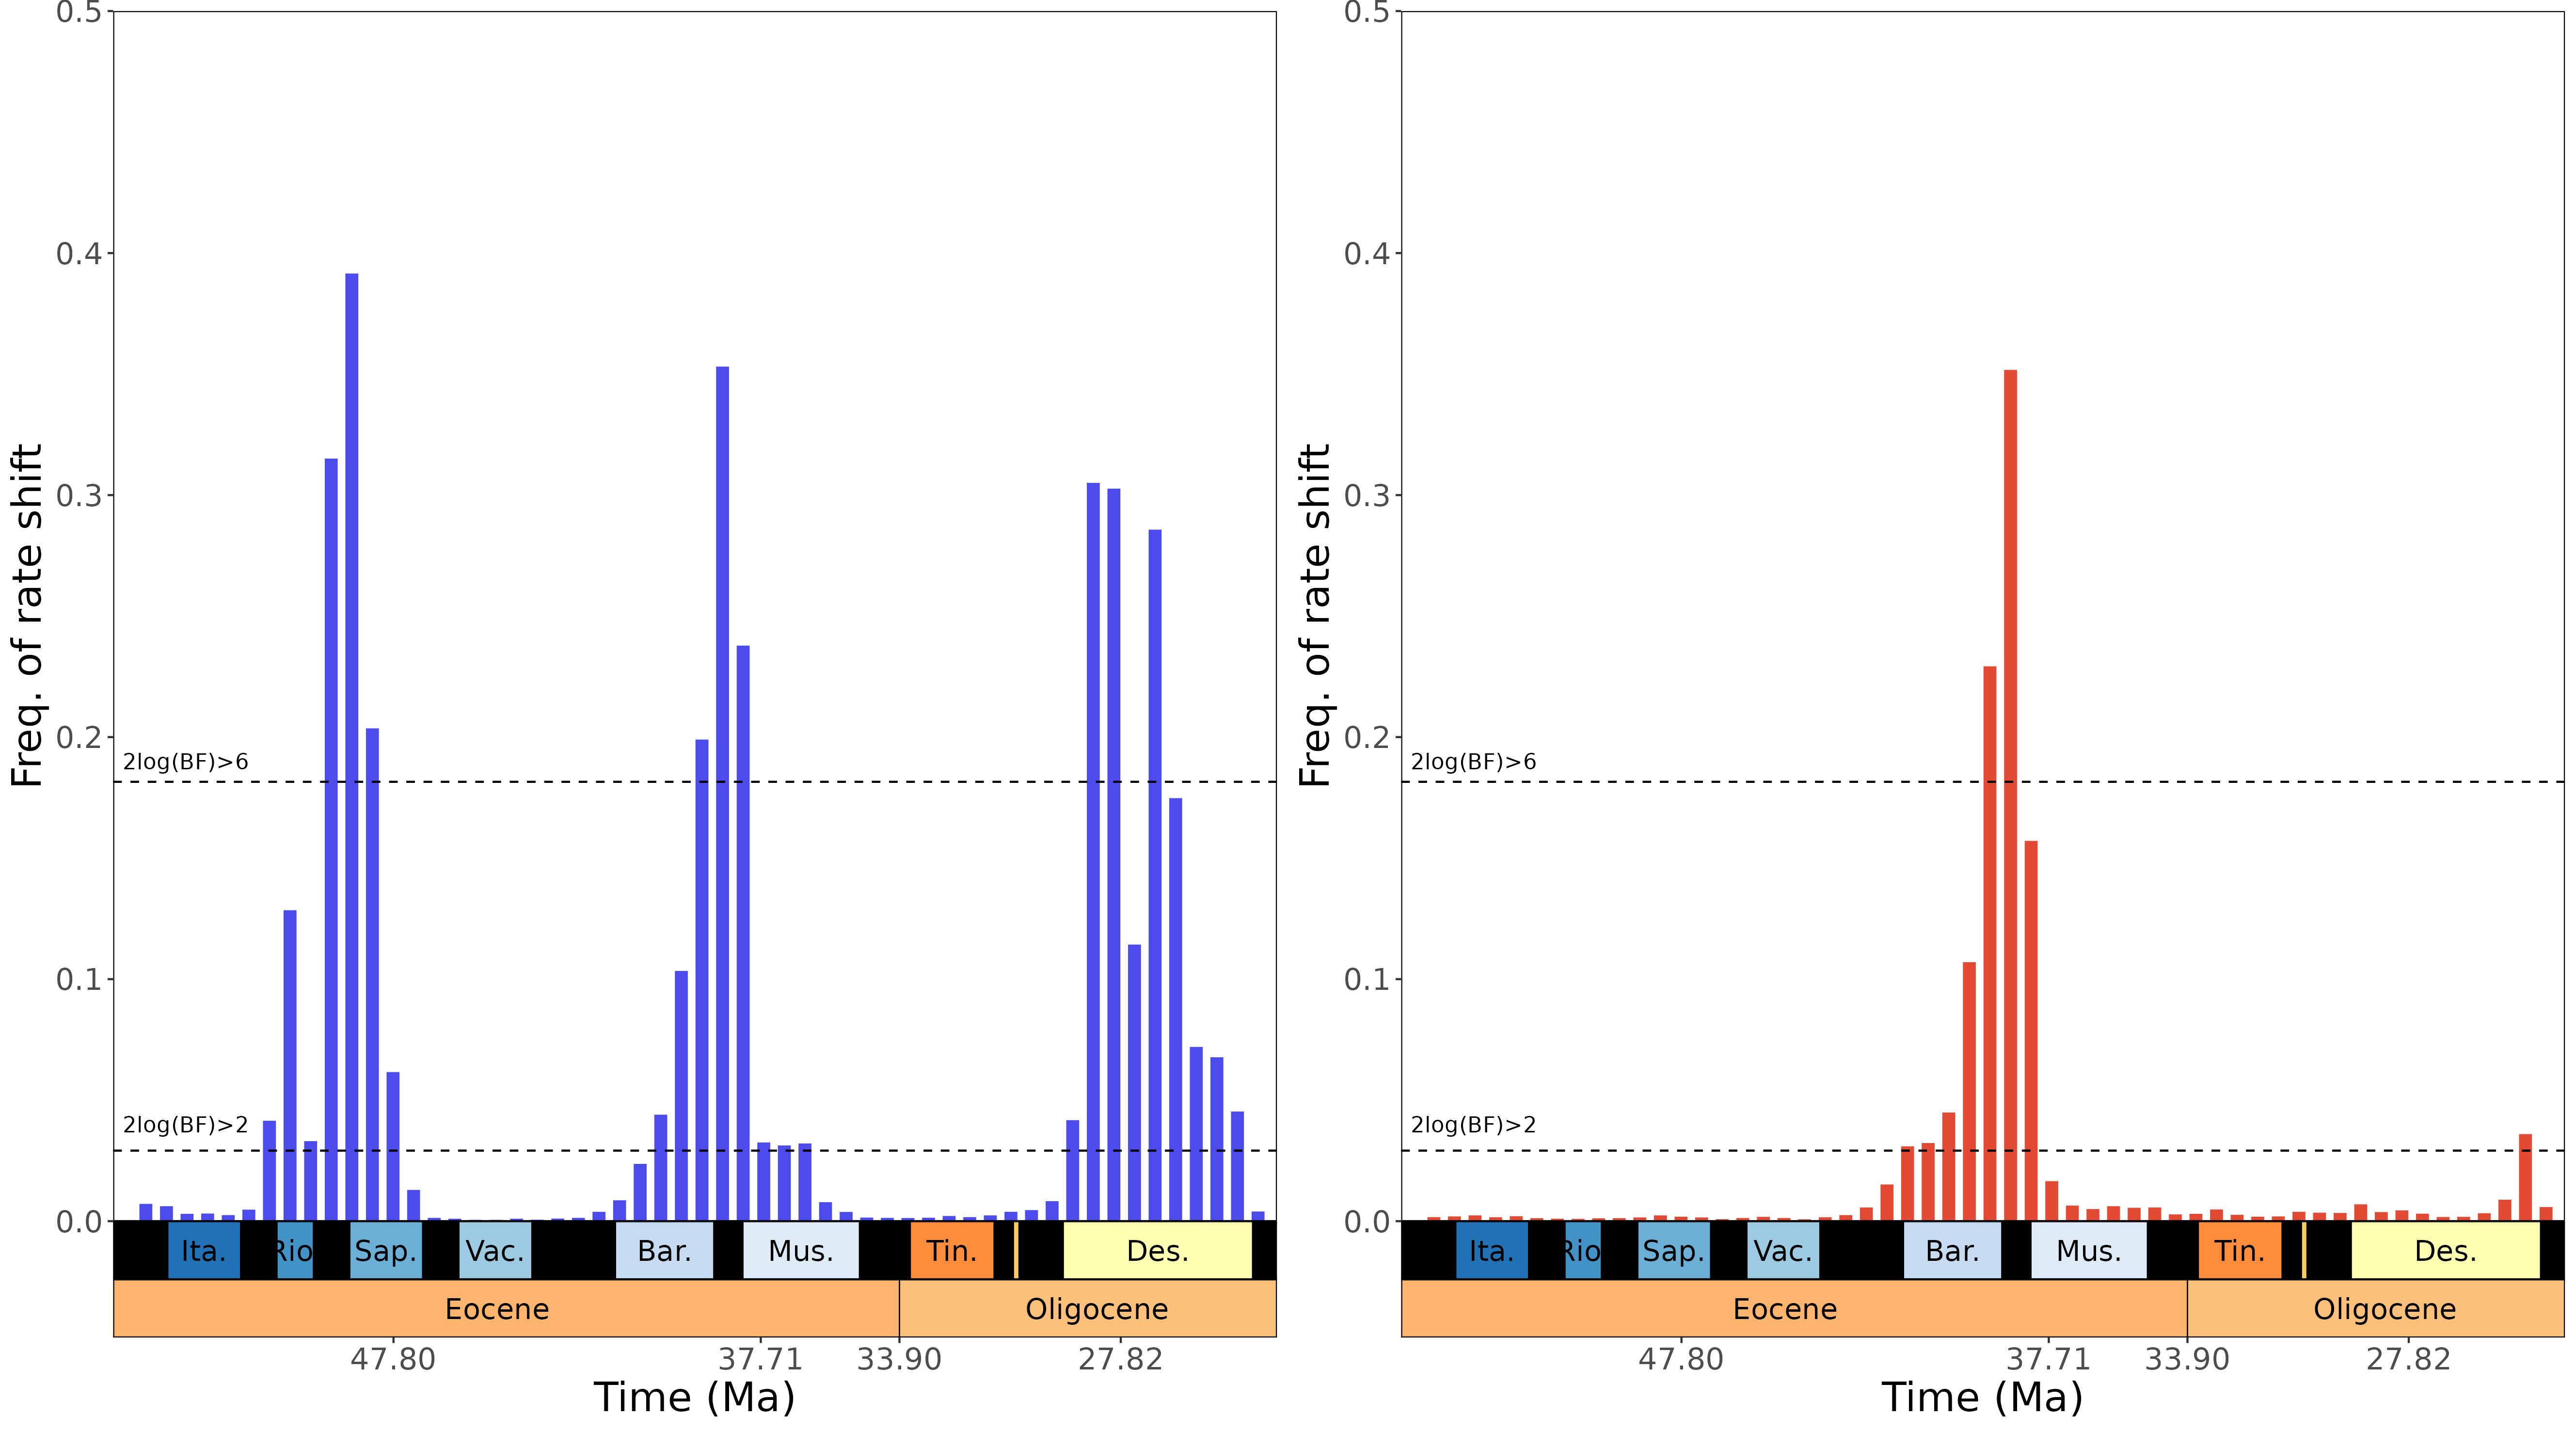 Freq. of rate shift
0.5
0.4
0.3
0.2
0.1
0.0
2log(BF)>6
2log(BF)>2
Ita. Rio Sap. Vac. Bar. Mus. Tin. Des.
Eocene Oligocene
47.80 37.71 33.90 27.82
Time (Ma)
Freq. of rate shift
0.5
0.4
0.3
0.2
0.1
0.0
2log(BF)>6
2log(BF)>2
Ita. Rio Sap. Vac. Bar. Mus. Tin. Des.
Eocene Oligocene
47.80 37.71 33.90 27.82
Time (Ma)